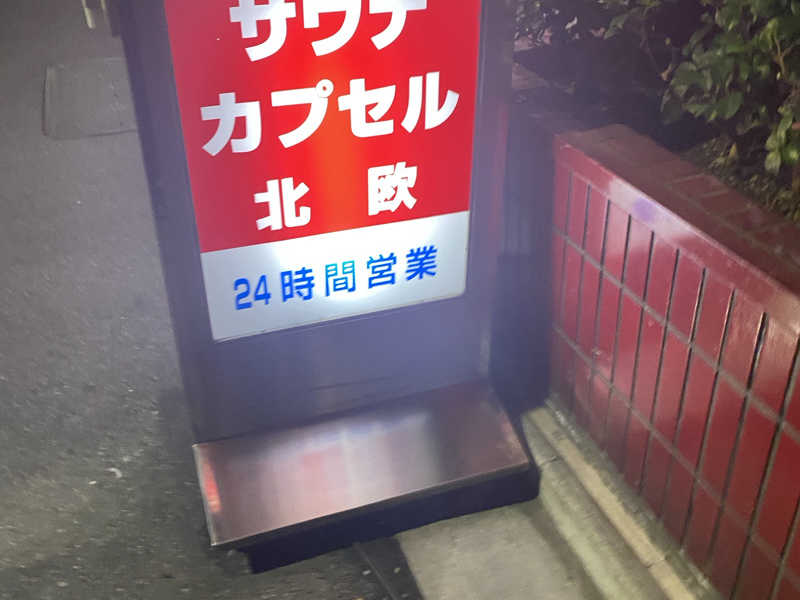 サウナ
カプセル
北欧
24時間営業